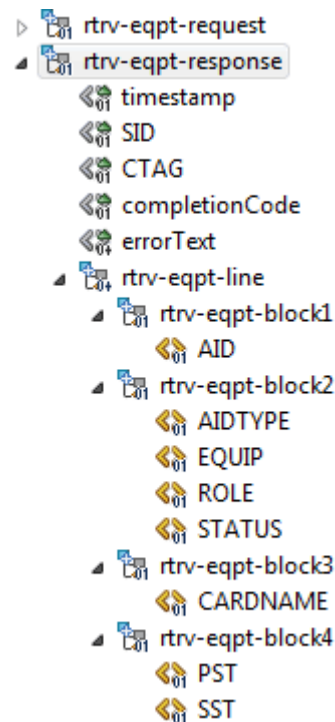 rtrv-eqpt-request
rtrv-eqpt-response
timestamp
SID
CTAG
completionCode
errorText
rtrv-eqpt-line
rtrv-eqpt-block1
AID
rtrv-eqpt-block2
AIDTYPE
EQUIP
ROLE
STATUS
rtrv-eqpt-block3
CARDNAME
rtrv-eqpt-block4
PST
SST